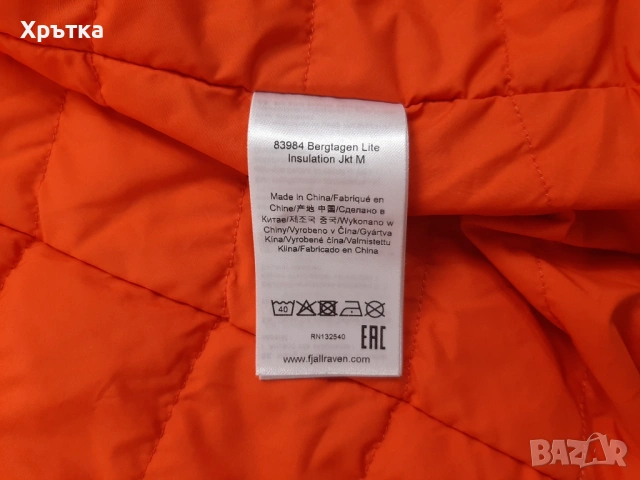 Хрътка
83984 Bergtagen Lite
Insulation Jkt M
Made in China/Fabriqué en
Chine/产地 中国/Сделано в
Китае/제조국 중국/Wykonano w
Chiny/Vyrobeno v Čína/Gyártva
Kína/Vyrobené čína/Valmistettu
Kiina/Fabricado en China
40
RN132540
EAC
www.fjallraven.com
BAZAR